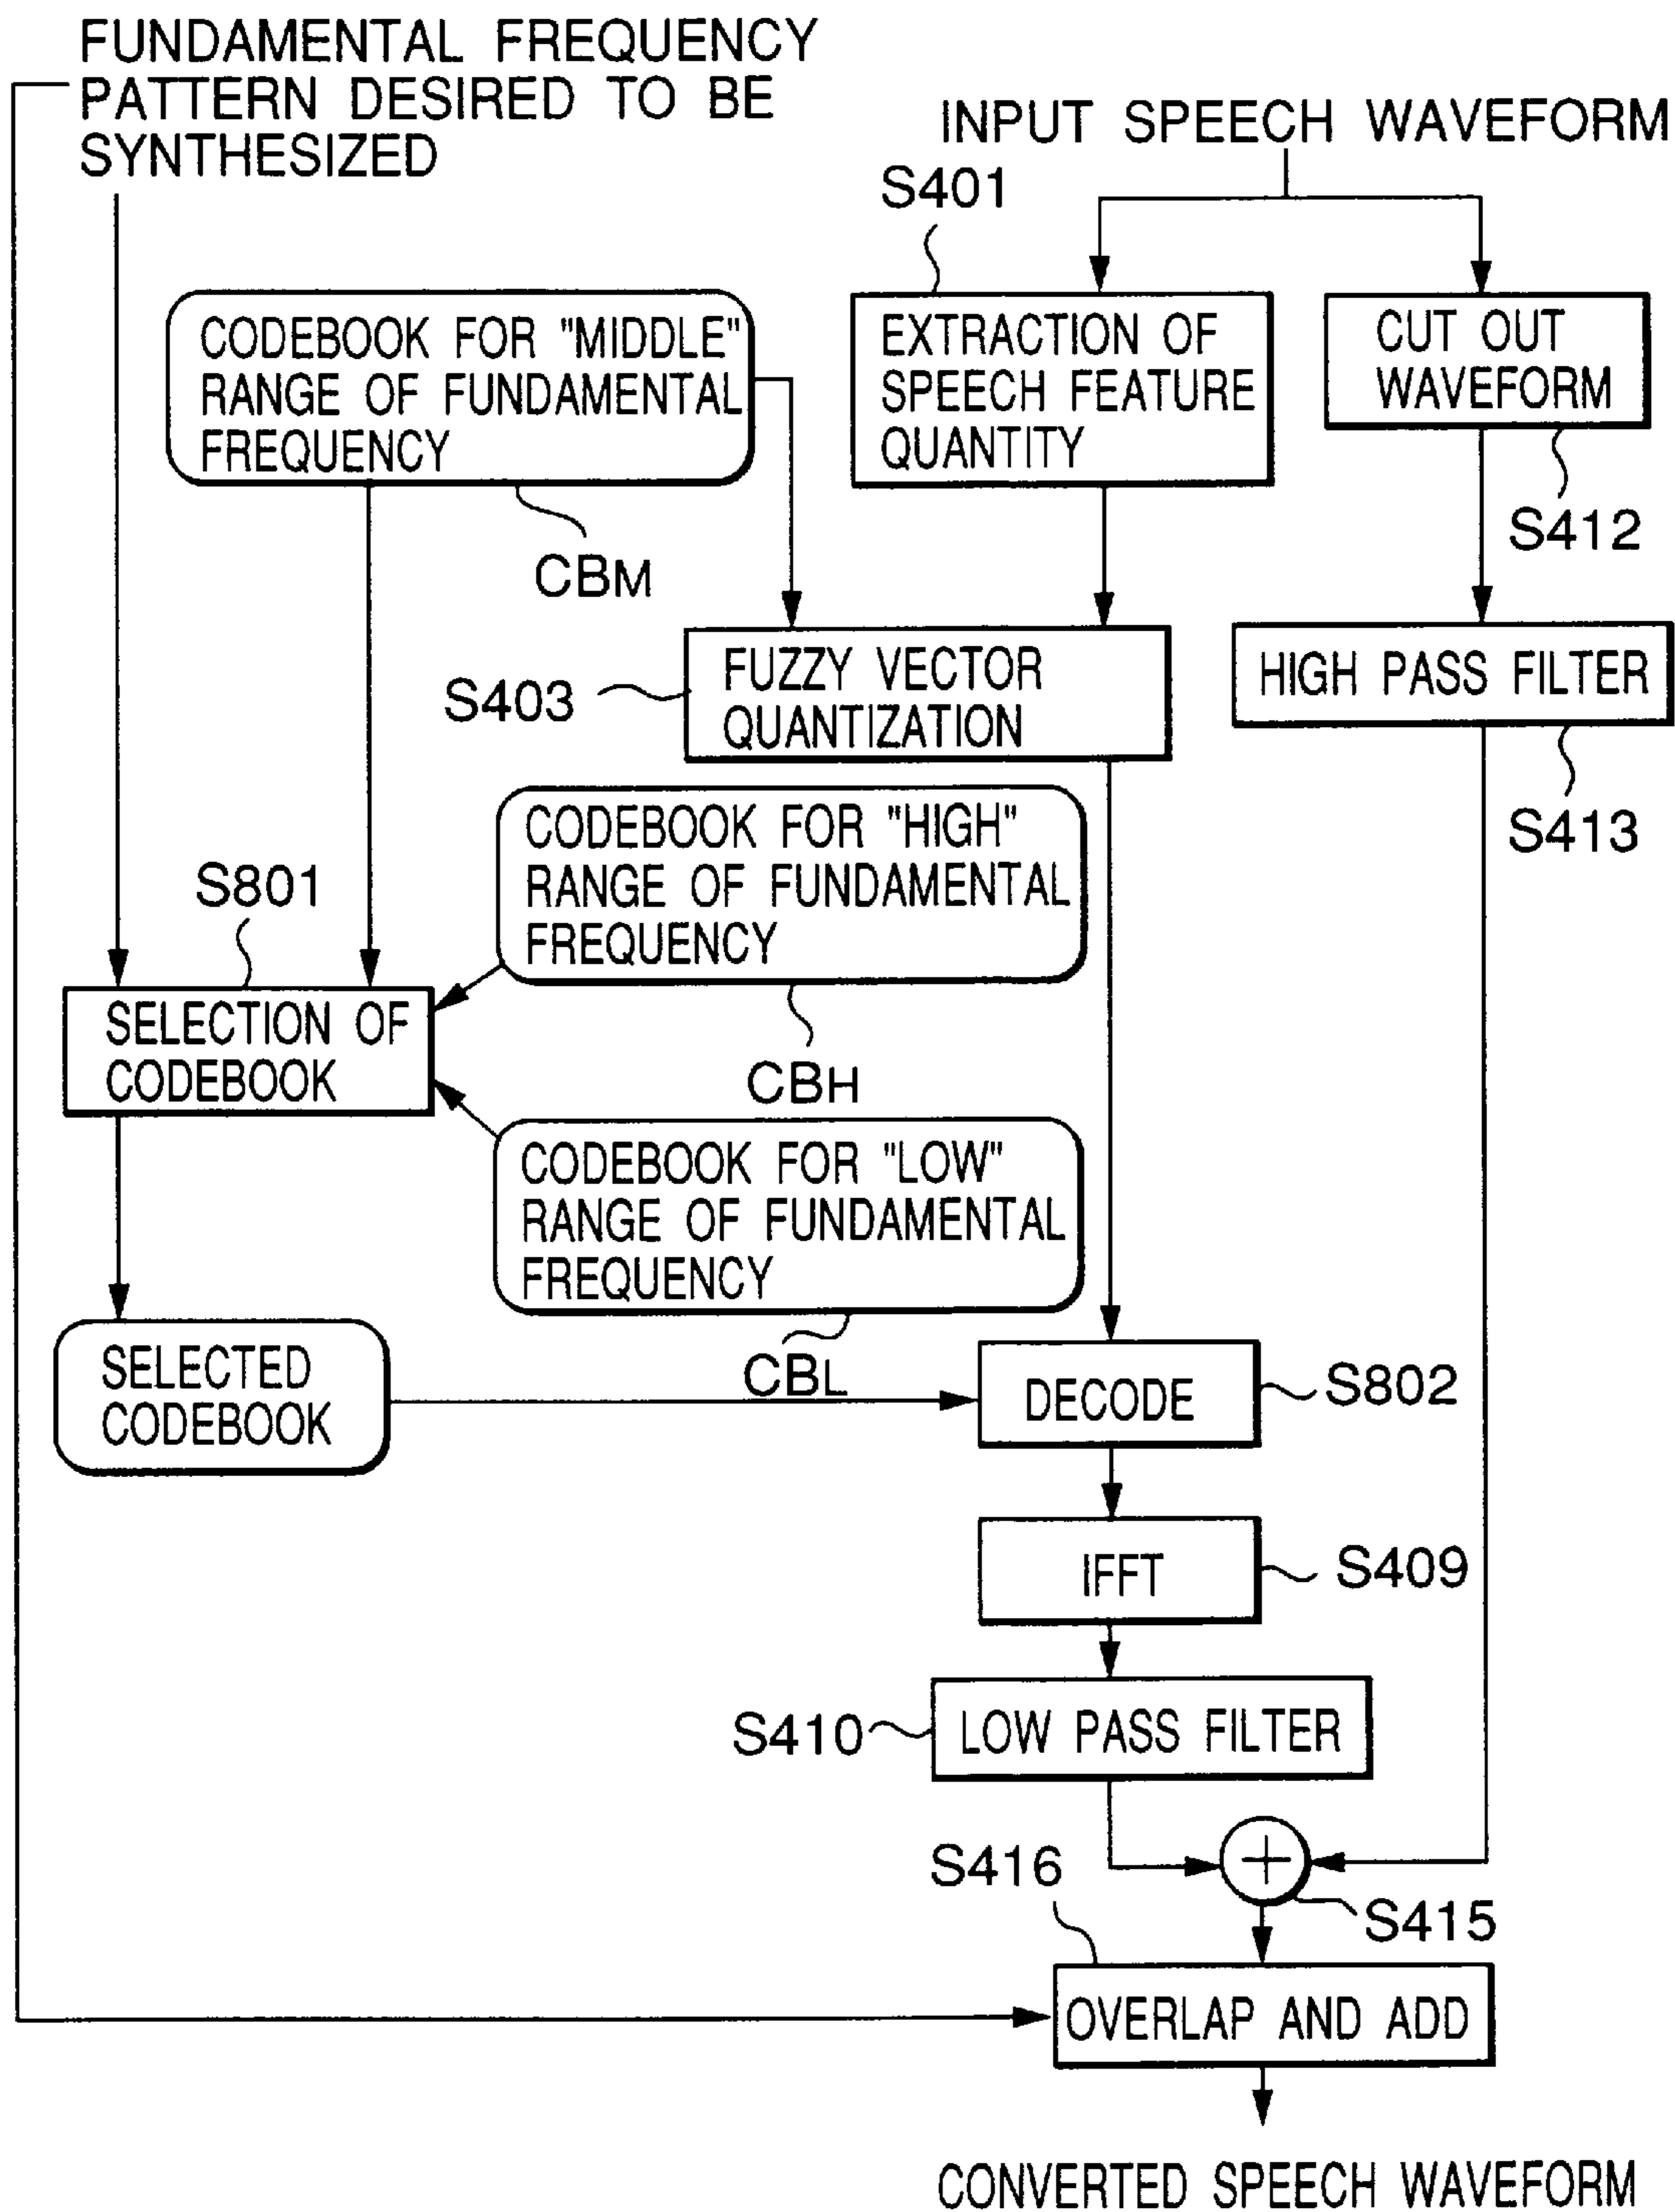 FUNDAMENTAL FREQUENCY
PATTERN DESIRED TO BE
SYNTHESIZED
INPUT SPEECH WAVEFORM
S401
CODEBOOK FOR "MIDDLE"
RANGE OF FUNDAMENTAL
FREQUENCY
EXTRACTION OF
SPEECH FEATURE
QUANTITY
CUT OUT
WAVEFORM
S412
CBM
FUZZY VECTOR
QUANTIZATION
S403
HIGH PASS FILTER
S413
CODEBOOK FOR "HIGH"
RANGE OF FUNDAMENTAL
FREQUENCY
S801
SELECTION OF
CODEBOOK
CBH
CODEBOOK FOR "LOW"
RANGE OF FUNDAMENTAL
FREQUENCY
CBL
SELECTED
CODEBOOK
DECODE
S802
IFFT
S409
S410
LOW PASS FILTER
+
S415
S416
OVERLAP AND ADD
CONVERTED SPEECH WAVEFORM